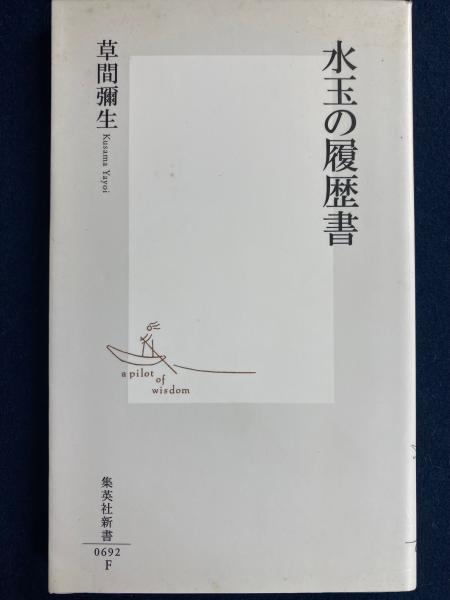 水玉の履歴書
草間彌生
Kusama Yayoi
a pilot
of
wisdom
集英社新書
0692
F